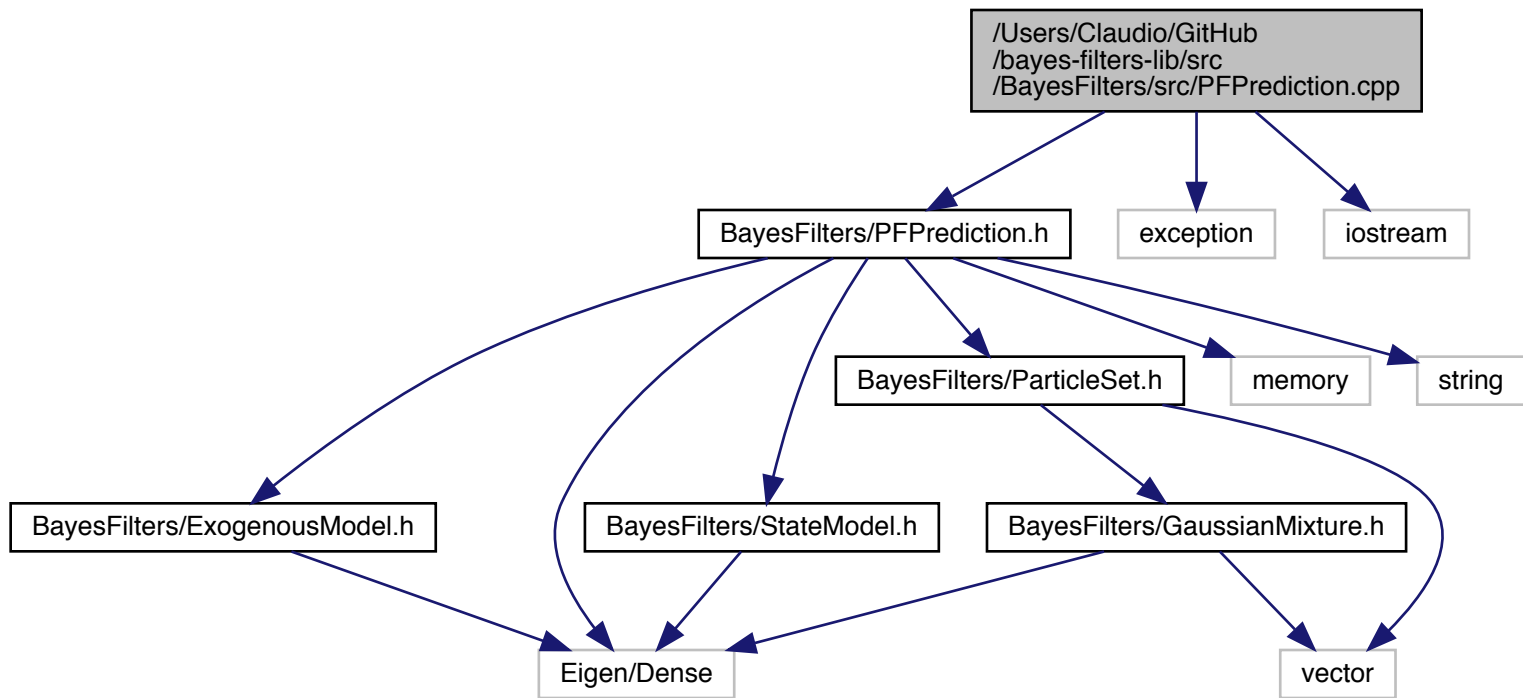 /Users/Claudio/GitHub
/bayes-filters-lib/src
/BayesFilters/src/PFPrediction.cpp
BayesFilters/PFPrediction.h
exception
iostream
BayesFilters/ParticleSet.h
memory
string
BayesFilters/ExogenousModel.h
BayesFilters/StateModel.h
BayesFilters/GaussianMixture.h
Eigen/Dense
vector